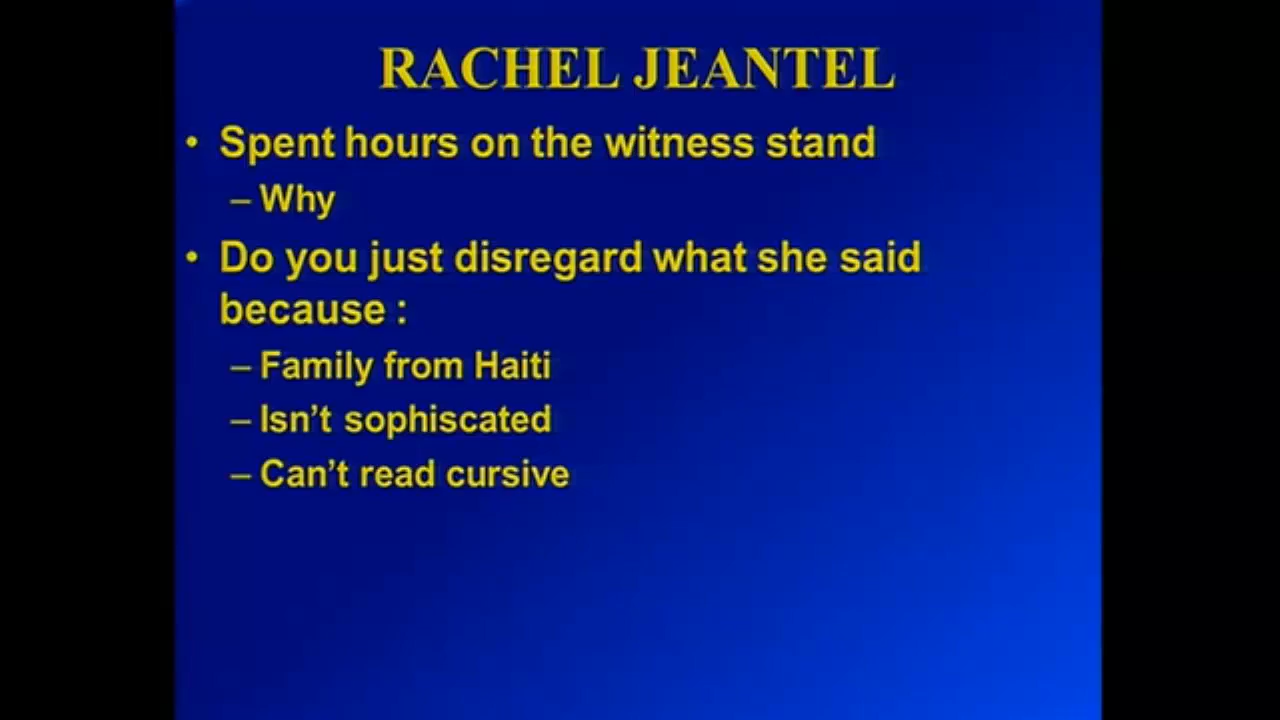 RACHEL JEANTEL
• Spent hours on the witness stand
– Why
• Do you just disregard what she said
because :
– Family from Haiti
– Isn't sophiscated
– Can't read cursive